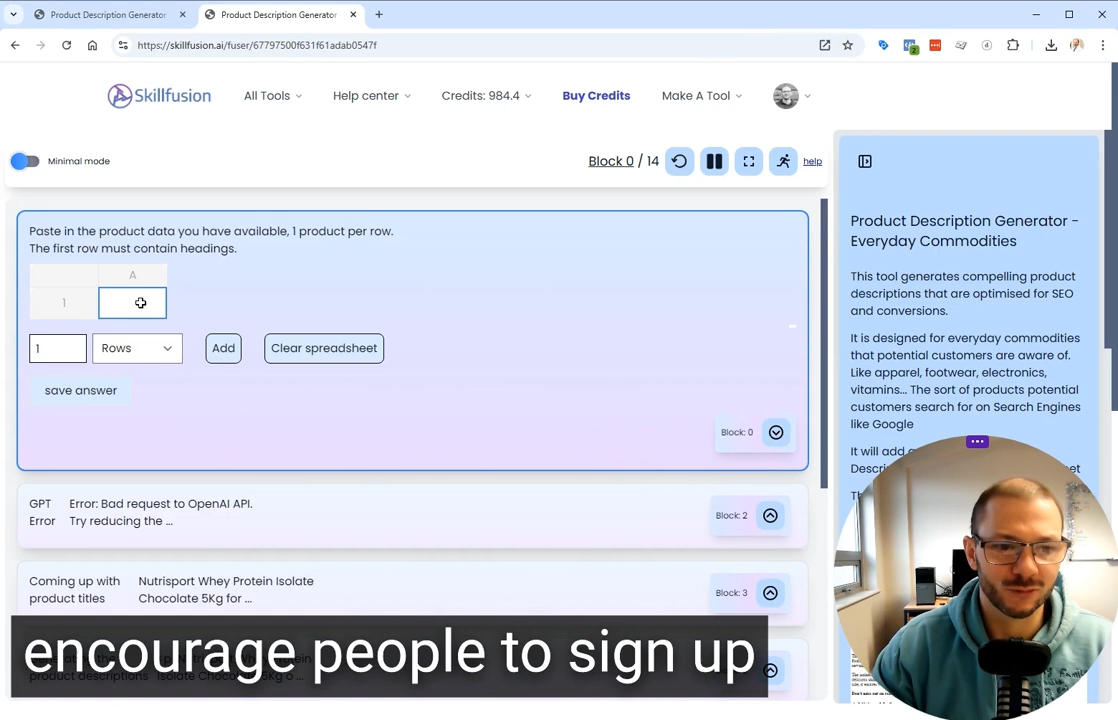 Product Description Generator
Product Description Generator
https://skillfusion.ai/fuser/67797500f631f61adab0547f
2
Skillfusion
All Tools
Help center
Credits: 984.4
Buy Credits
Make A Tool
Minimal mode
Block 0 / 14
help
Paste in the product data you have available, 1 product per row.
The first row must contain headings.
A
1
1
Rows
Add
Clear spreadsheet
save answer
Block: 0
GPT
Error
Error: Bad request to OpenAI API.
Try reducing the ...
Block: 2
Coming up with
product titles
Nutrisport Whey Protein Isolate
Chocolate 5Kg for ...
Block: 3
Product Description Generator -
Everyday Commodities
This tool generates compelling product
descriptions that are optimised for SEO
and conversions.
It is designed for everyday commodities
that potential customers are aware of.
Like apparel, footwear, electronics,
vitamins... The sort of products potential
customers search for on Search Engines
like Google
It will add
encourage people to sign up